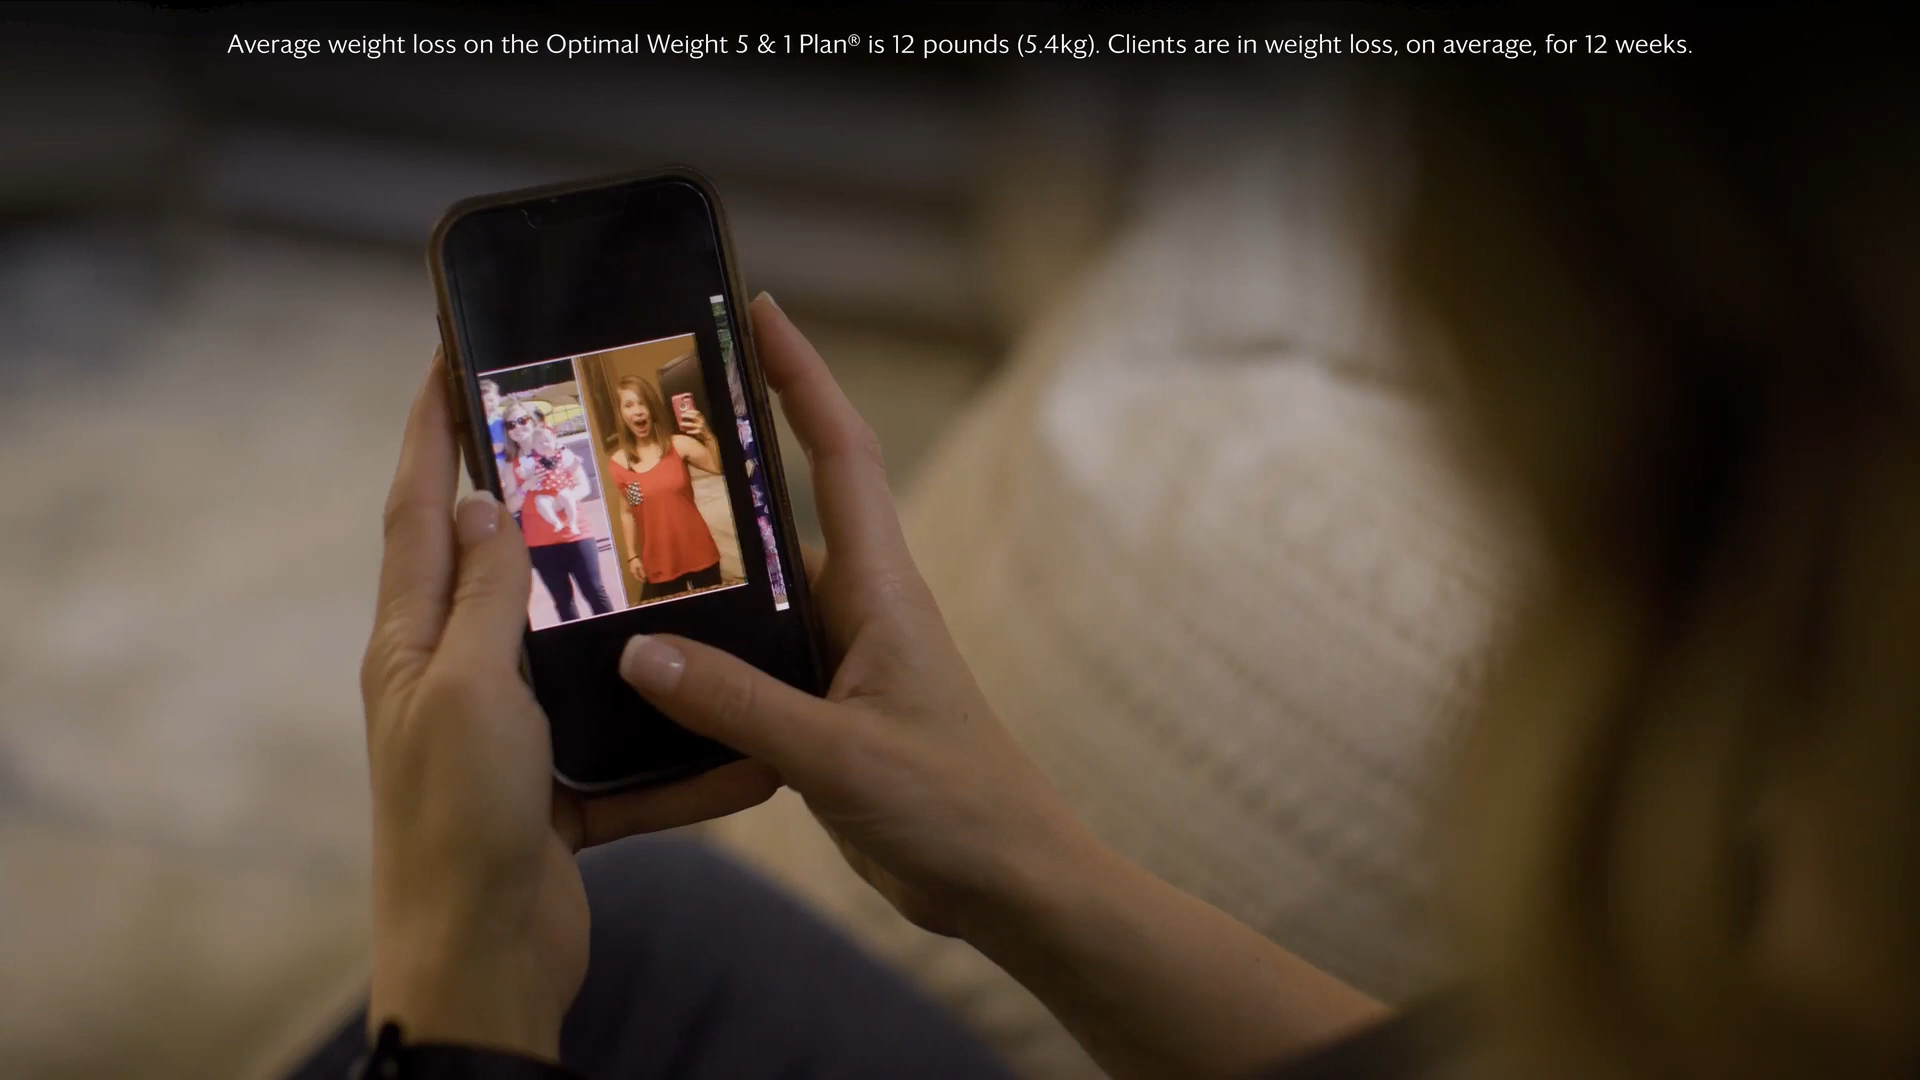 Average weight loss on the Optimal Weight 5 & 1 Plan® is 12 pounds (5.4kg). Clients are in weight loss, on average, for 12 weeks.